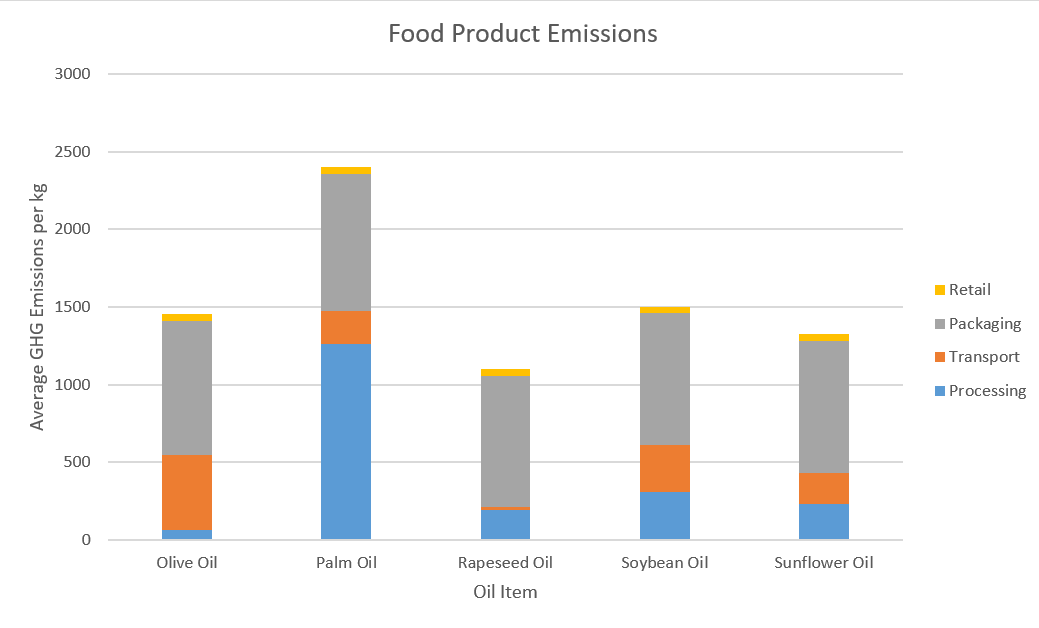 Food Product Emissions
3000
2500
2000
1500
1000
500
0
Average GHG Emissions per kg
Olive Oil
Palm Oil
Rapeseed Oil
Soybean Oil
Sunflower Oil
Oil Item
Retail
Packaging
Transport
Processing